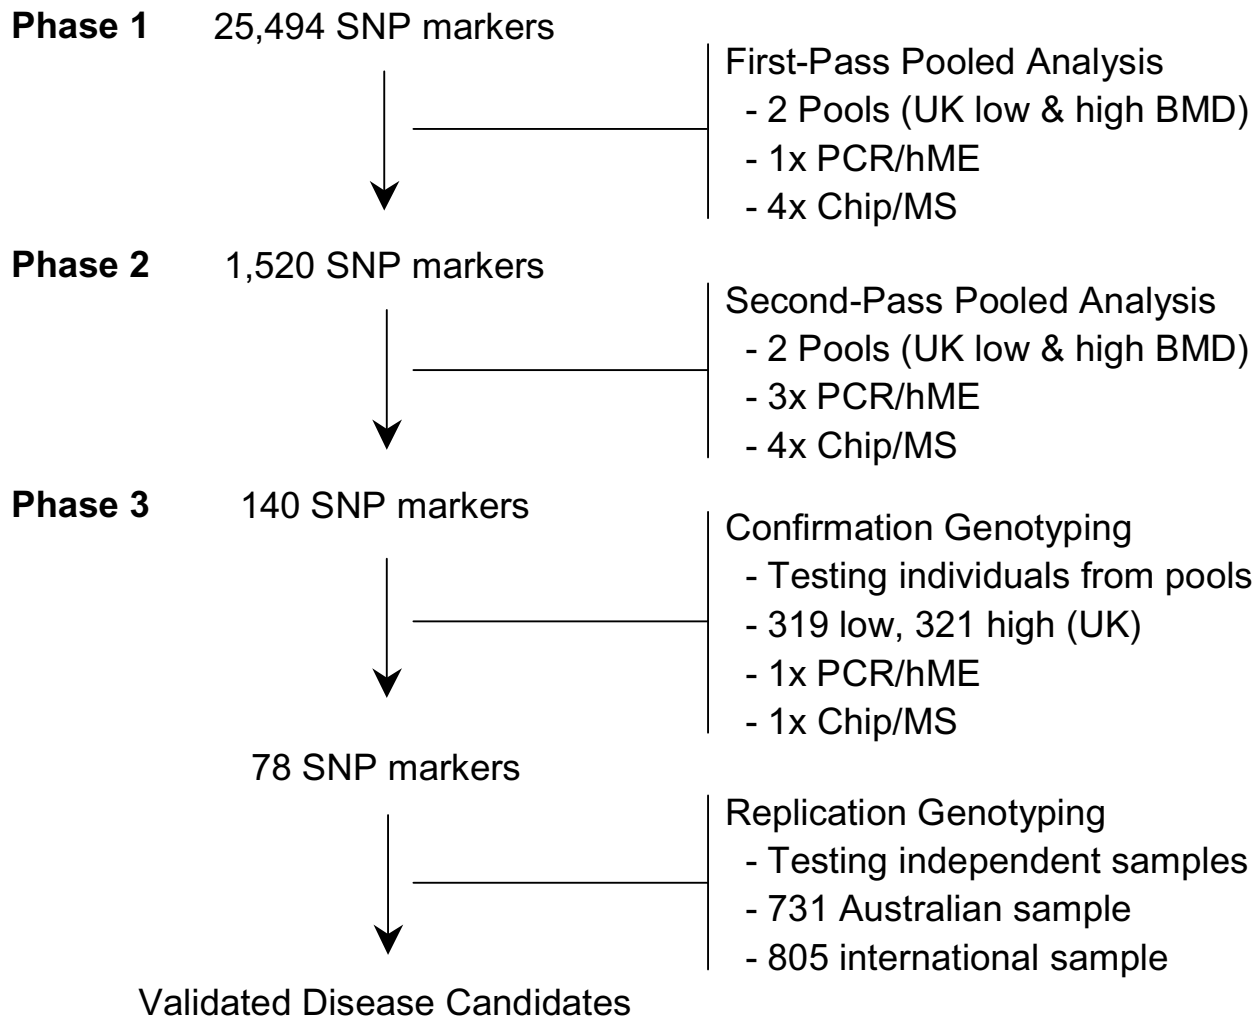 Phase 1 25,494 SNP markers
First-Pass Pooled Analysis
- 2 Pools (UK low & high BMD)
- 1x PCR/hME
- 4x Chip/MS
Phase 2 1,520 SNP markers
Second-Pass Pooled Analysis
- 2 Pools (UK low & high BMD)
- 3x PCR/hME
- 4x Chip/MS
Phase 3 140 SNP markers
Confirmation Genotyping
- Testing individuals from pools
- 319 low, 321 high (UK)
- 1x PCR/hME
- 1x Chip/MS
78 SNP markers
Replication Genotyping
- Testing independent samples
- 731 Australian sample
- 805 international sample
Validated Disease Candidates